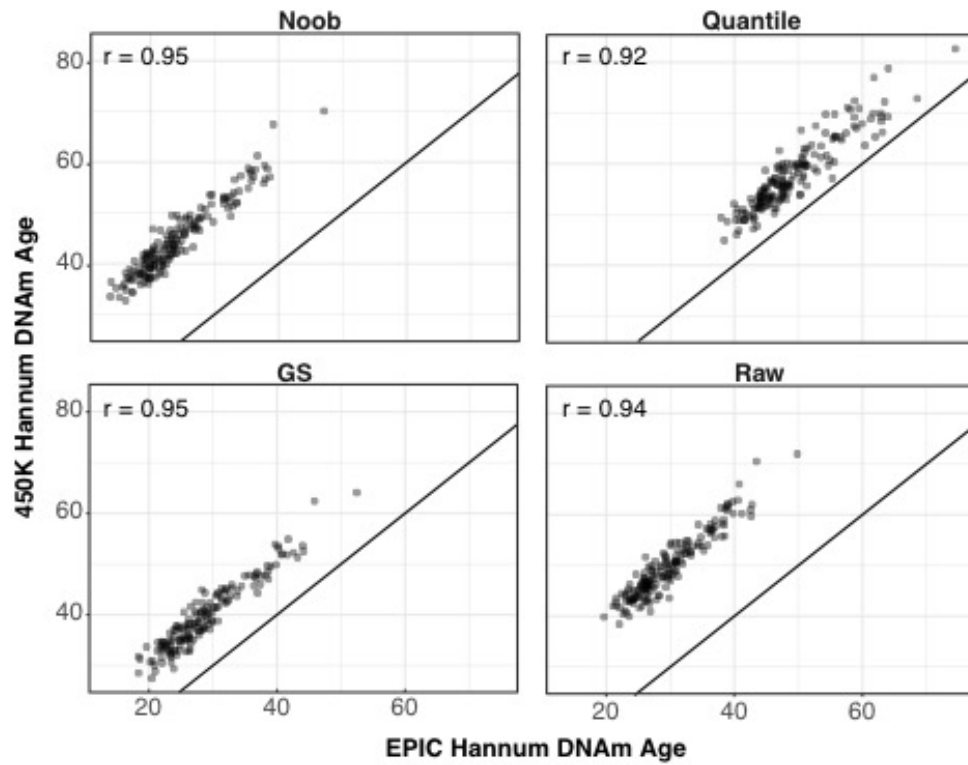 Noob
Quantile
80
r = 0.95
r = 0.92
60
40
GS
Raw
80
r = 0.95
r = 0.94
60
40
20 40 60
20 40 60
450K Hannum DNAm Age
EPIC Hannum DNAm Age